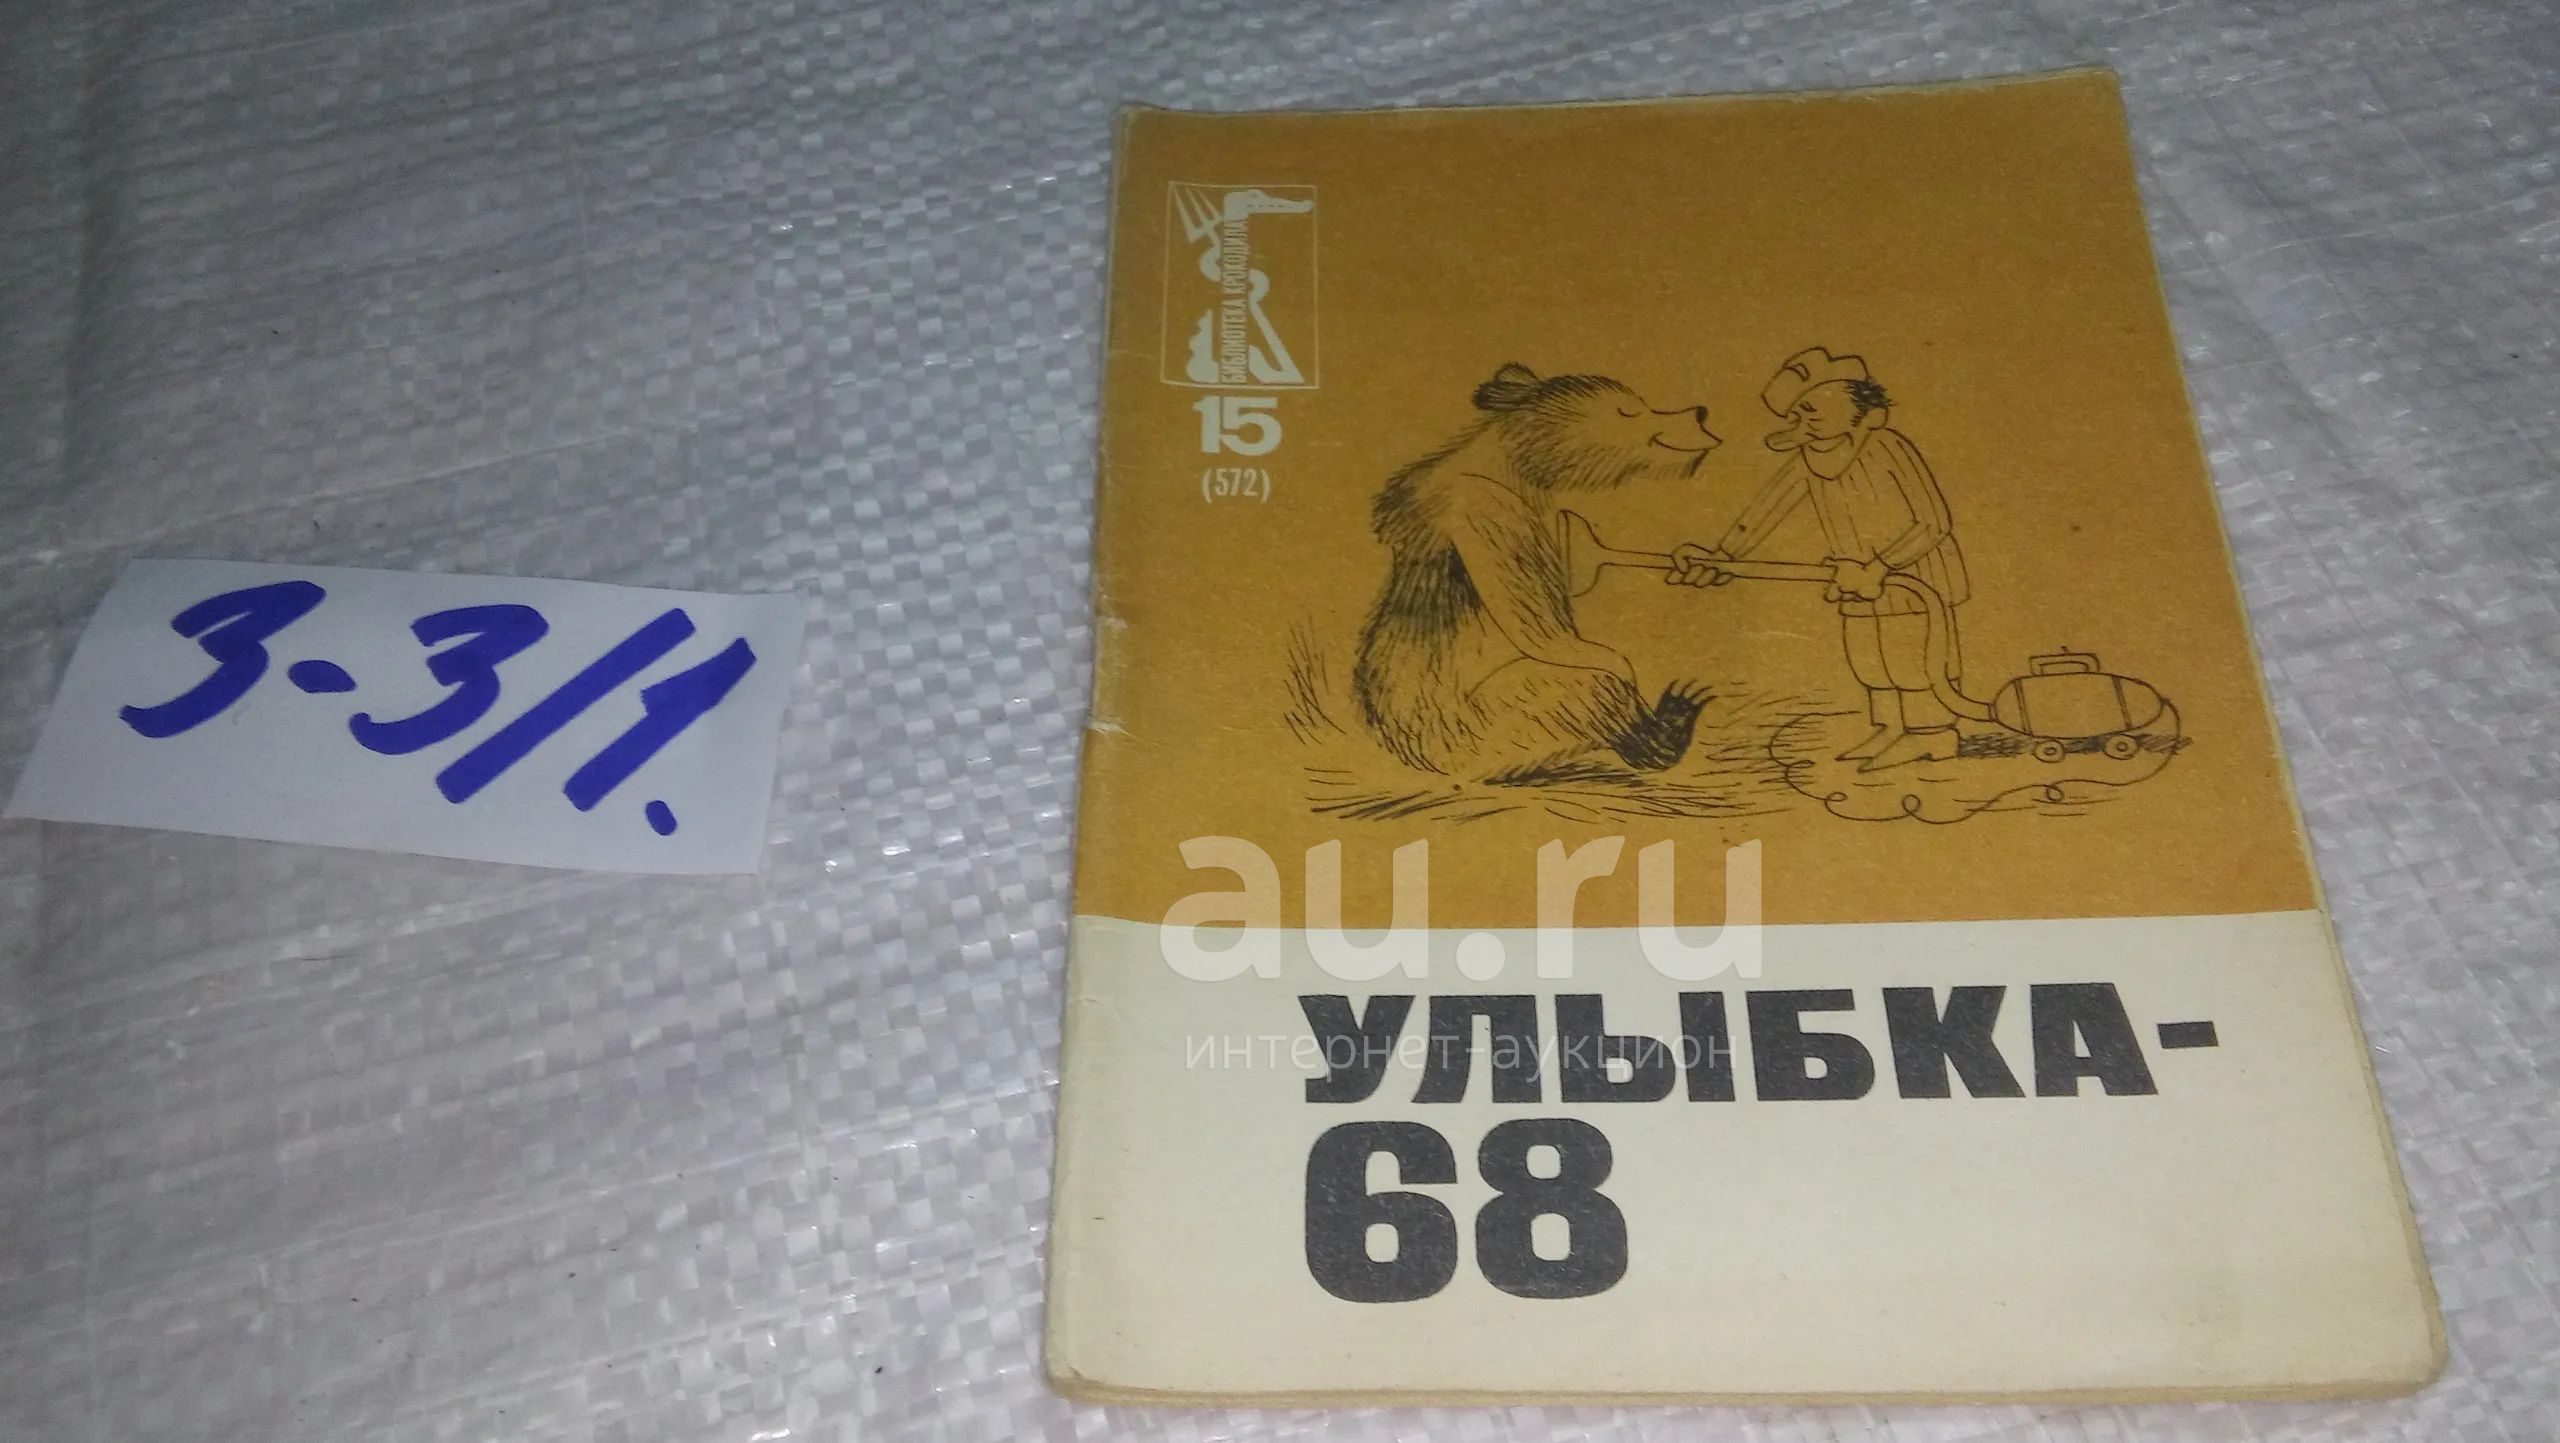 БИБЛИОТЕКА КРОКОДИЛА
15
(572)
3-3/1.
au.ru
интернет-аукцион
УЛЫБКА-
68